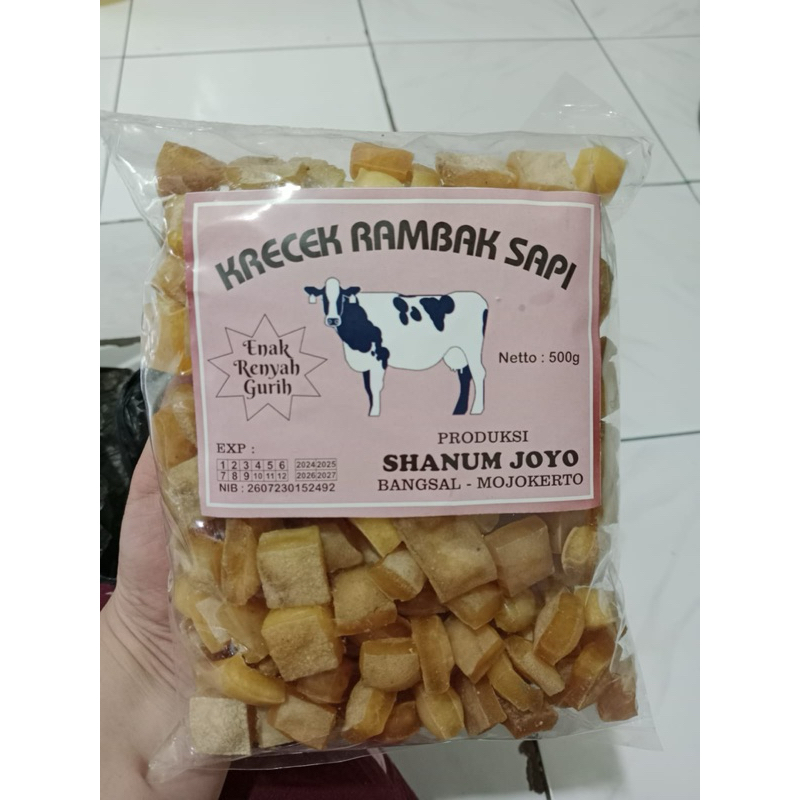 KRECEK RAMBAK SAPI
Enak
Renyah
Gurih
Netto : 500g
EXP :
1 2 3 4 5 6 2024 2025
7 8 9 10 11 12 2026 2027
NIB : 2607230152492
PRODUKSI
SHANUM JOYO
BANGSAL - MOJOKERTO